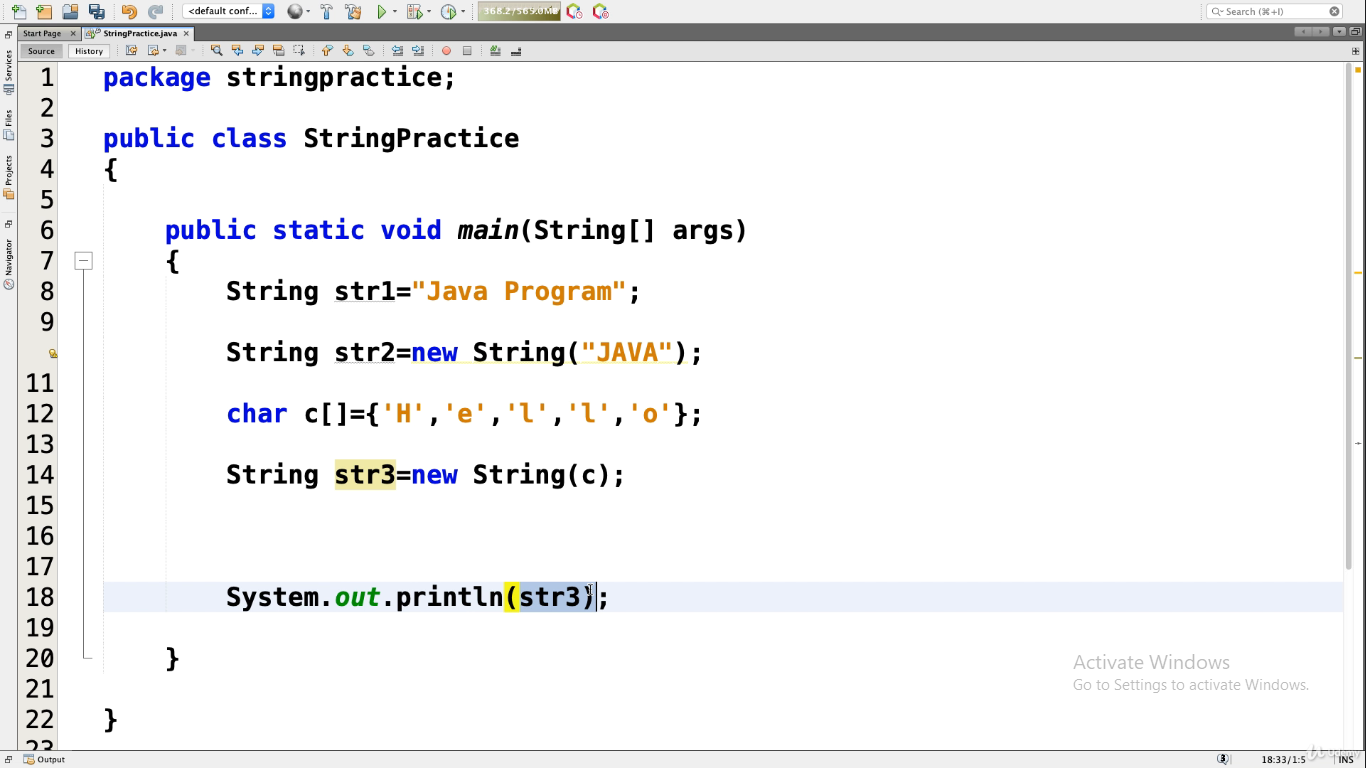 <default conf...
368.2/565.0MB
Search (⌘+I)
Start Page
StringPractice.java
Source
History
Services
Files
Projects
Navigator
1 package stringpractice;
2
3 public class StringPractice
4 {
5
6 public static void main(String[] args)
7 {
8 String str1="Java Program";
9
String str2=new String("JAVA");
11
12 char c[]={'H','e','l','l','o'};
13
14 String str3=new String(c);
15
16
17
18 System.out.println(str3);
19
20 }
21
22 }
23
Activate Windows
Go to Settings to activate Windows.
Output
18:33/1:5
INS
Udemy